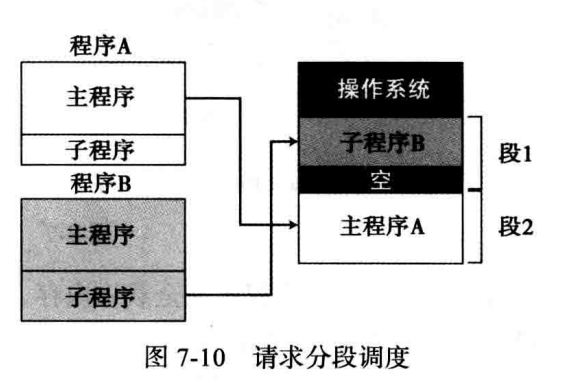 程序A
主程序
子程序
程序B
主程序
子程序
操作系统
子程序B
空
主程序A
段1
段2
图 7-10 请求分段调度